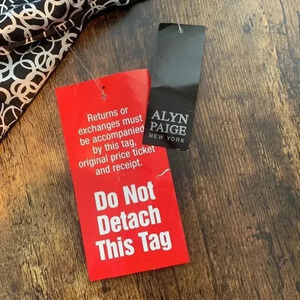 Returns or
exchanges must
be accompanied
by this tag,
original price ticket
and receipt.
Do Not
Detach
This Tag
ALYN
PAIGE
NEW YORK